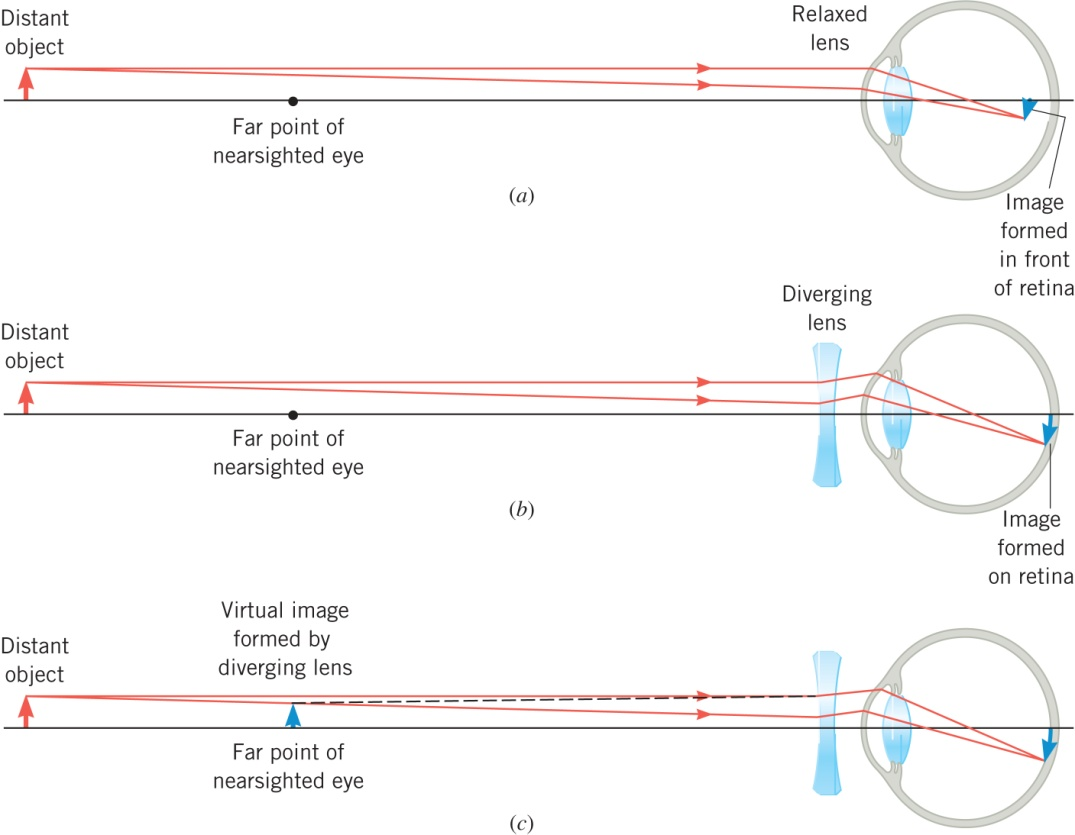 Distant
object
Relaxed
lens
Far point of
nearsighted eye
Image
formed
in front
of retina
(a)
Diverging
lens
Distant
object
Far point of
nearsighted eye
(b)
Image
formed
on retina
Virtual image
formed by
diverging lens
Distant
object
Far point of
nearsighted eye
(c)